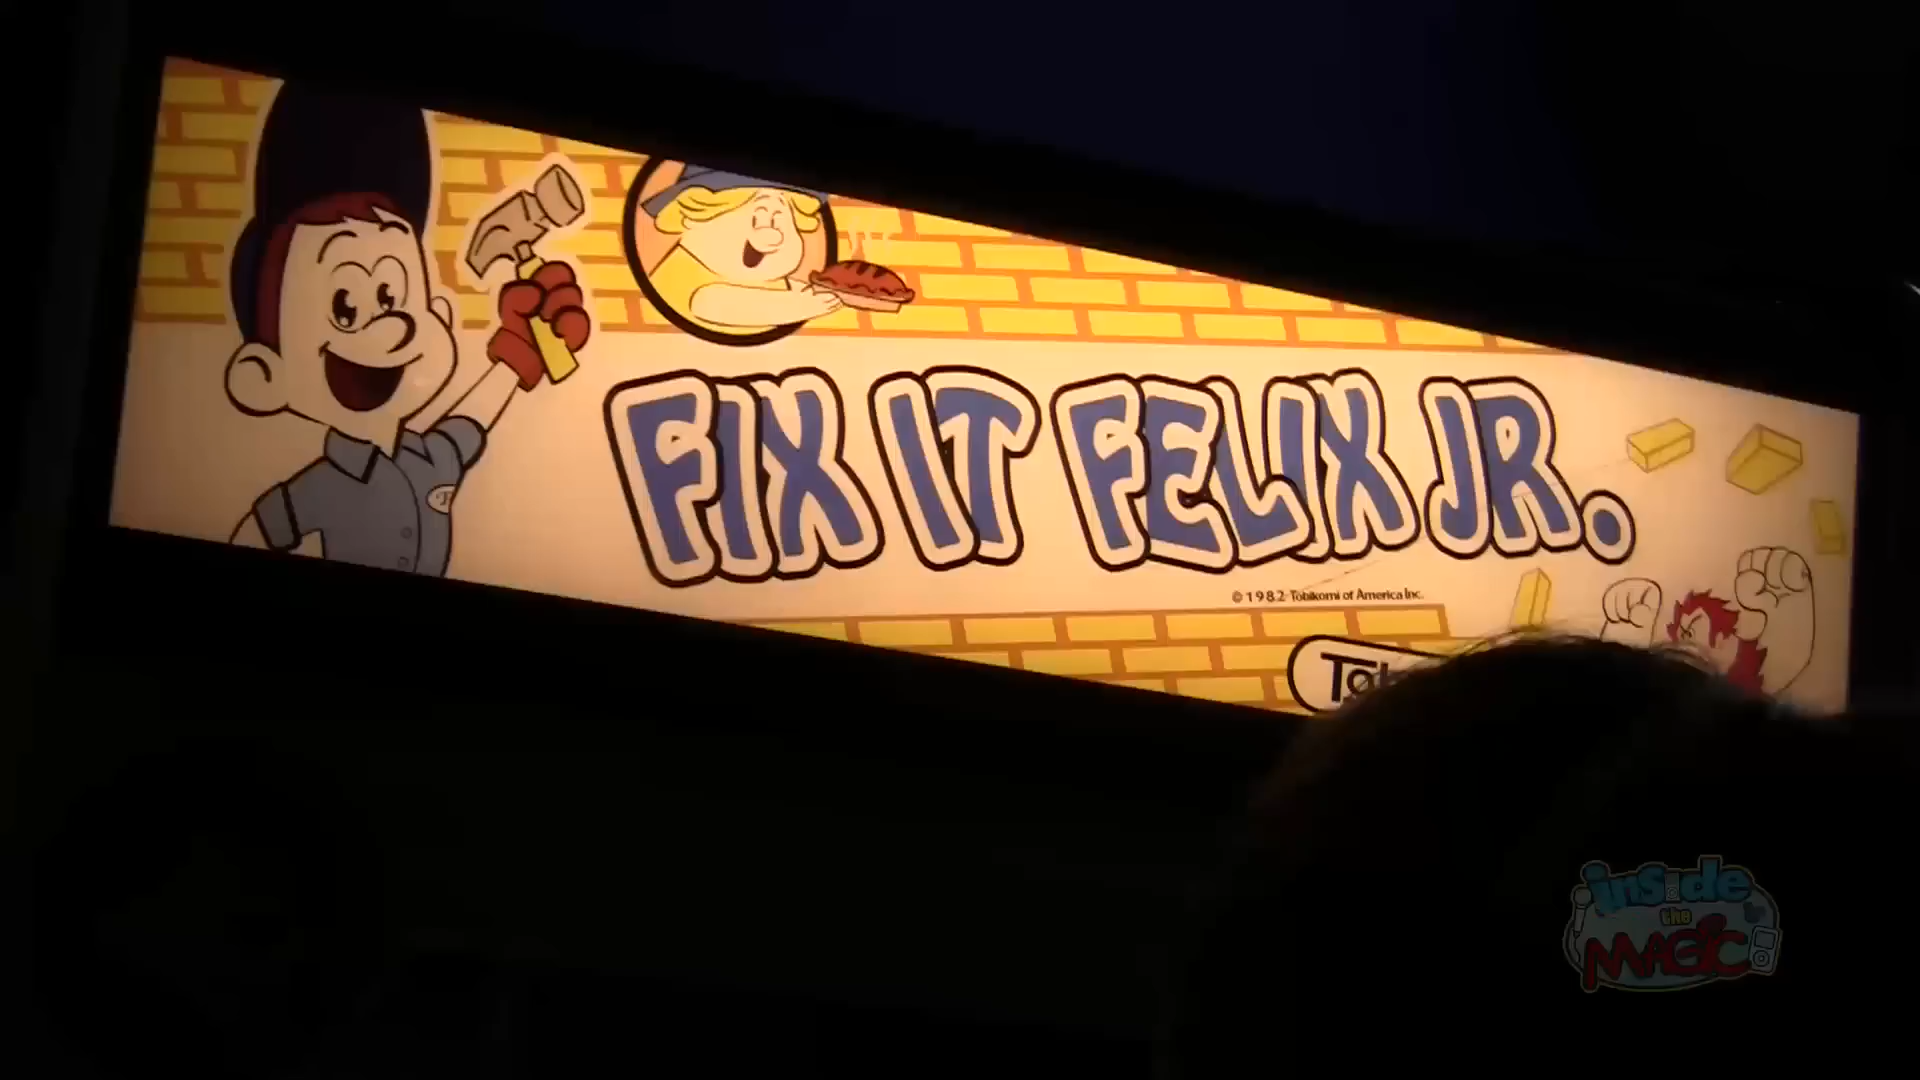 FIX IT FELIX JR.
© 1982 Tobikomi of America Inc.
inside
the
MAGIC